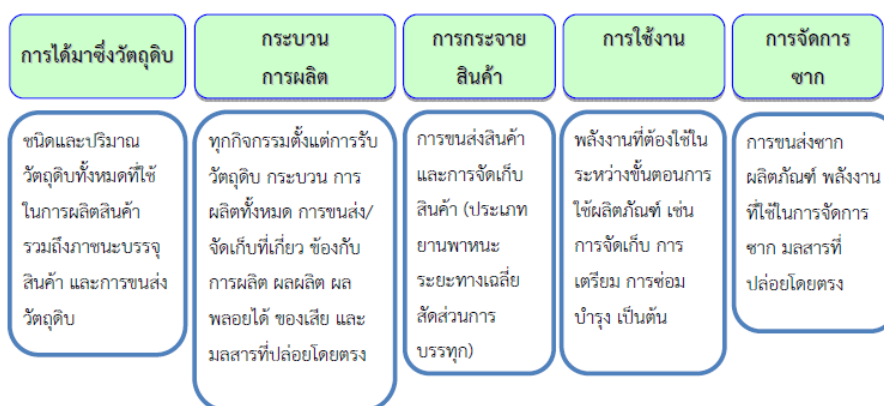 การได้มาซึ่งวัตถุดิบ
ชนิดและปริมาณ
วัตถุดิบทั้งหมดที่ใช้
ในการผลิตสินค้า
รวมถึงภาชนะบรรจุ
สินค้า และการขนส่ง
วัตถุดิบ
กระบวน
การผลิต
ทุกกิจกรรมตั้งแต่การรับ
วัตถุดิบ กระบวน การ
ผลิตทั้งหมด การขนส่ง/
จัดเก็บที่เกี่ยว ข้องกับ
การผลิต ผลผลิต ผล
พลอยได้ ของเสีย และ
มลสารที่ปล่อยโดยตรง
การกระจาย
สินค้า
การขนส่งสินค้า
และการจัดเก็บ
สินค้า (ประเภท
ยานพาหนะ
ระยะทางเฉลี่ย
สัดส่วนการ
บรรทุก)
การใช้งาน
พลังงานที่ต้องใช้ใน
ระหว่างขั้นตอนการ
ใช้ผลิตภัณฑ์ เช่น
การจัดเก็บ การ
เตรียม การซ่อม
บำรุง เป็นต้น
การจัดการ
ซาก
การขนส่งซาก
ผลิตภัณฑ์ พลังงาน
ที่ใช้ในการจัดการ
ซาก มลสารที่
ปล่อยโดยตรง